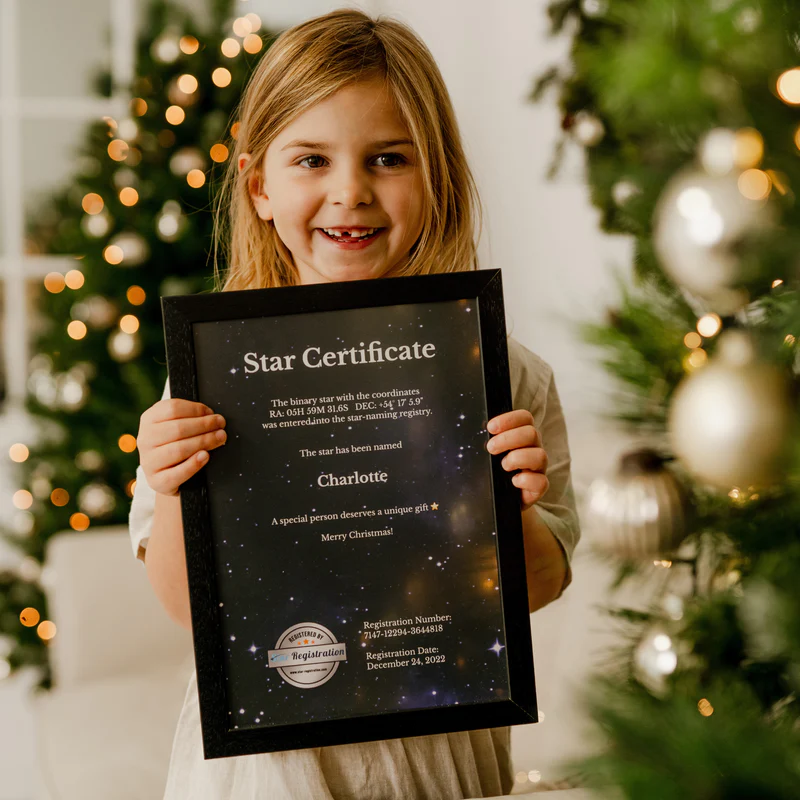 Star Certificate
The binary star with the coordinates
RA: 05H 59M 31.6S DEC: +54° 17' 5.9"
was entered into the star-naming registry.
The star has been named
Charlotte
A special person deserves a unique gift ⭐
Merry Christmas!
Registration Number:
7147-12294-3644818
Registration Date:
December 24, 2022
REGISTERED BY
Registration
www.star-registration.com